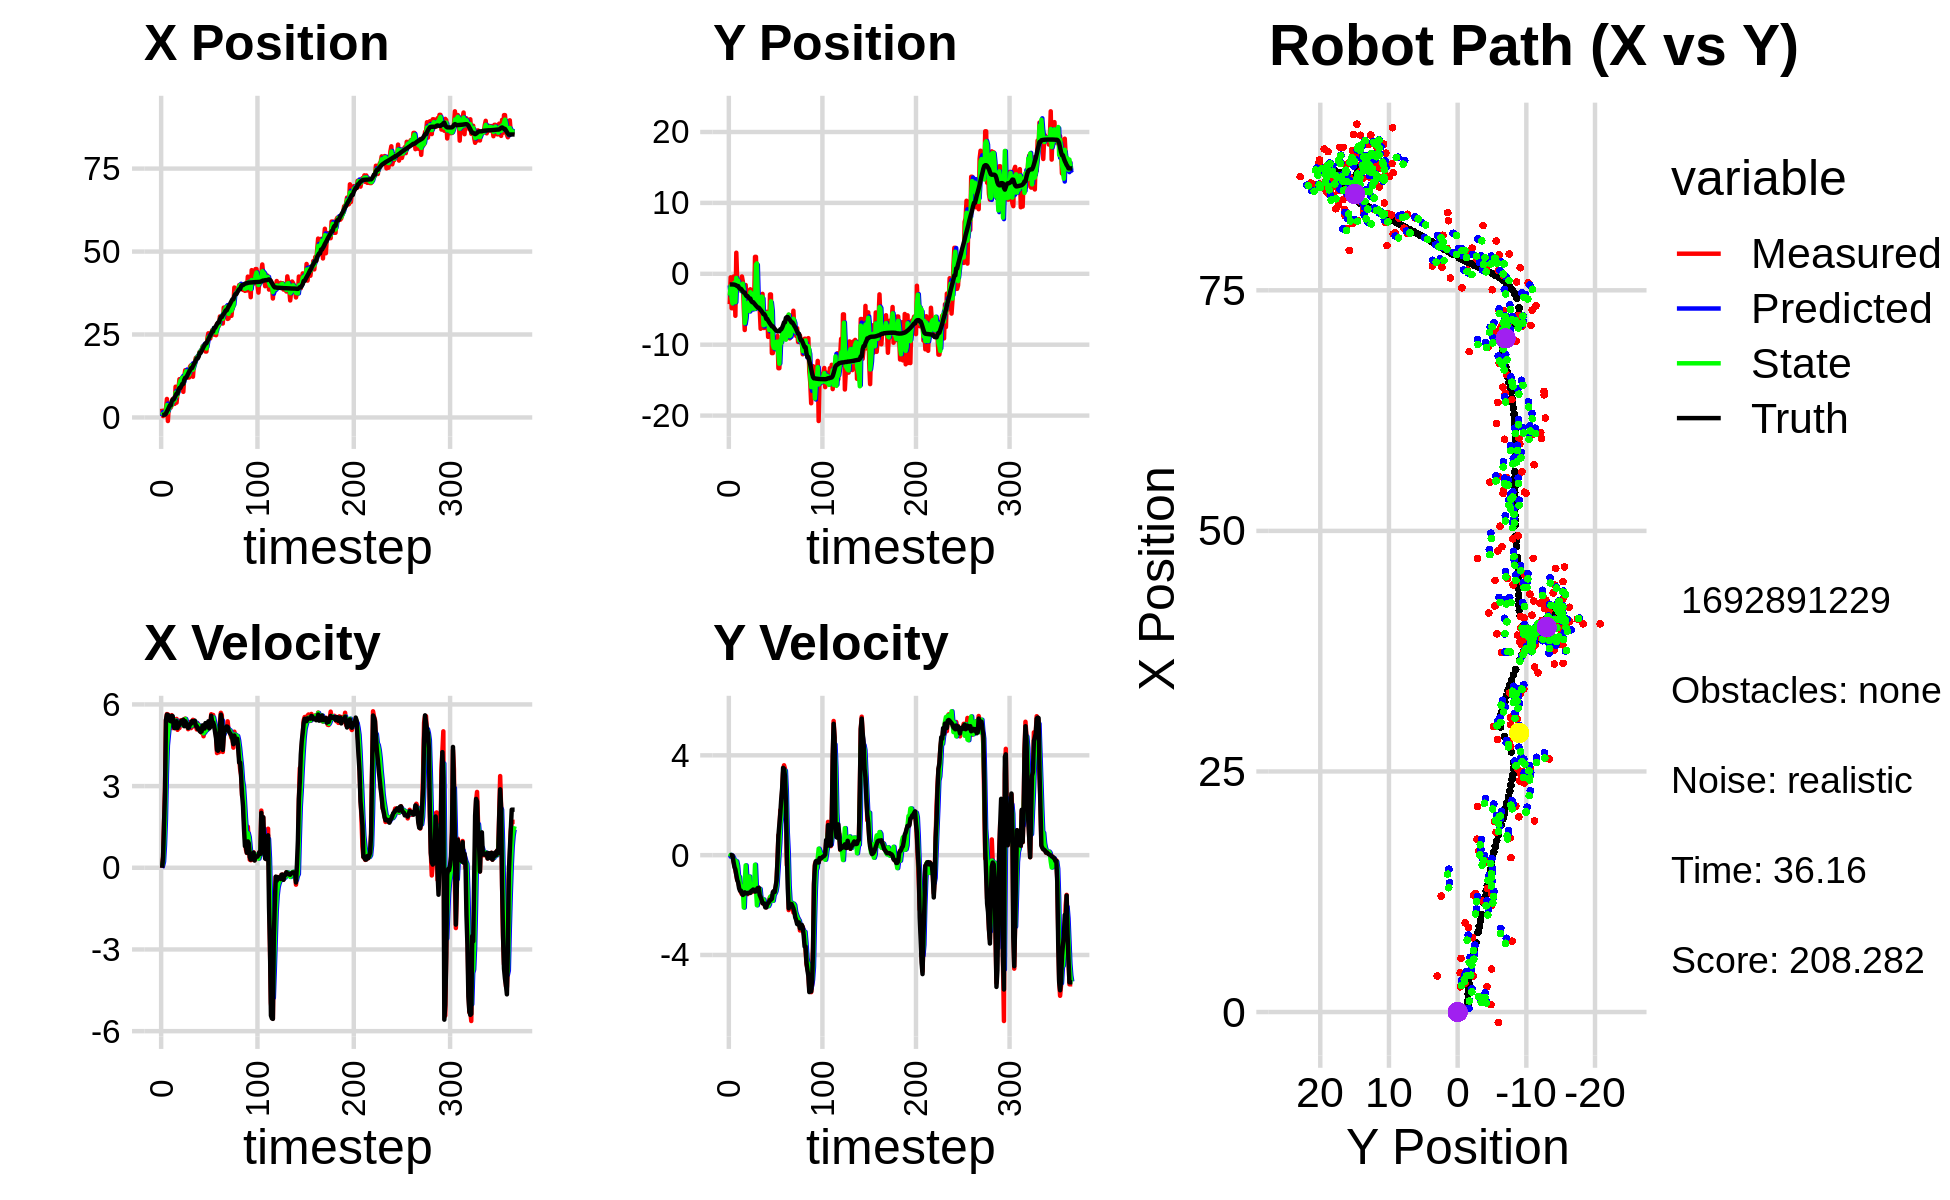 X Position
75
50
25
0
0
100
200
300
timestep
Y Position
20
10
0
-10
-20
0
100
200
300
timestep
X Velocity
6
3
0
-3
-6
0
100
200
300
timestep
Y Velocity
4
0
-4
0
100
200
300
timestep
Robot Path (X vs Y)
X Position
75
50
25
0
20 10 0 -10 -20
Y Position
variable
Measured
Predicted
State
Truth
1692891229
Obstacles: none
Noise: realistic
Time: 36.16
Score: 208.282